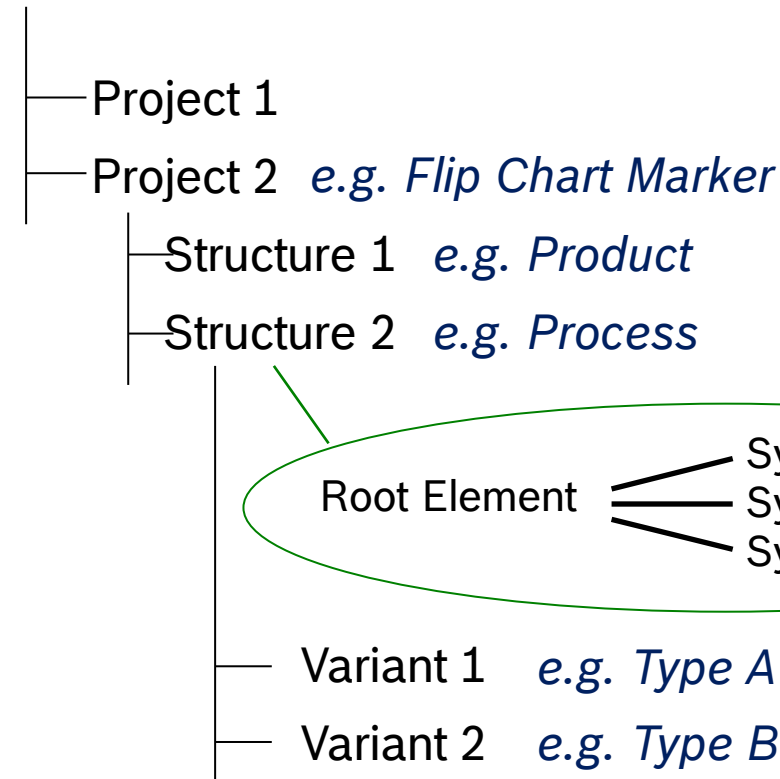 Project 1
Project 2 e.g. Flip Chart Marker
Structure 1 e.g. Product
Structure 2 e.g. Process
Root Element
Variant 1 e.g. Type A
Variant 2 e.g. Type B